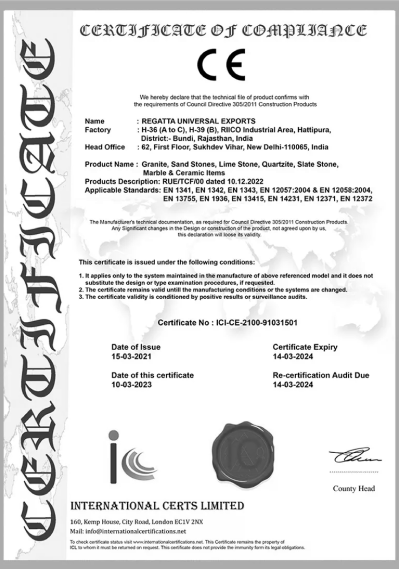 CERTIFICATE OF COMPLIANCE
CE
CERTIFICATE
We hereby declare that the technical file of product confirms with
the requirements of Council Directive 305/2011 Construction Products
Name : REGATTA UNIVERSAL EXPORTS
Factory : H-36 (A to C), H-39 (B), RIICO Industrial Area, Hattipura,
District:- Bundi, Rajasthan, India
Head Office : 62, First Floor, Sukhdev Vihar, New Delhi-110065, India
Product Name : Granite, Sand Stones, Lime Stone, Quartzite, Slate Stone,
Marble & Ceramic Items
Products Description: RUE/TCF/00 dated 10.12.2022
Applicable Standards: EN 1341, EN 1342, EN 1343, EN 12057:2004 & EN 12058:2004,
EN 13755, EN 1936, EN 13415, EN 14231, EN 12371, EN 12372
The Manufacturer's technical documentation, as required for Council Directive 305/2011 Construction Products.
Any Significant changes in the Design or construction of the product, not agreed upon by us,
this declaration will loose its validity.
This certificate is issued under the following conditions:
1. It applies only to the system maintained in the manufacture of above referenced model and it does not
substitute the design or type examination procedures, if requested.
2. The certificate remains valid until the manufacturing conditions or the systems are changed.
3. The certificate validity is conditioned by positive results or surveillance audits.
Certificate No : ICI-CE-2100-91031501
Date of Issue
15-03-2021
Certificate Expiry
14-03-2024
Date of this certificate
10-03-2023
Re-certification Audit Due
14-03-2024
ic
County Head
INTERNATIONAL CERTS LIMITED
160, Kemp House, City Road, London EC1V 2NX
Mail: info@internationalcertifications.net
To check certificate status visit www.internationalcertifications.net. This Certificate remains the property of
ICL to whom it must be returned on request. This certificate does not provide the immunity form its legal obligations.